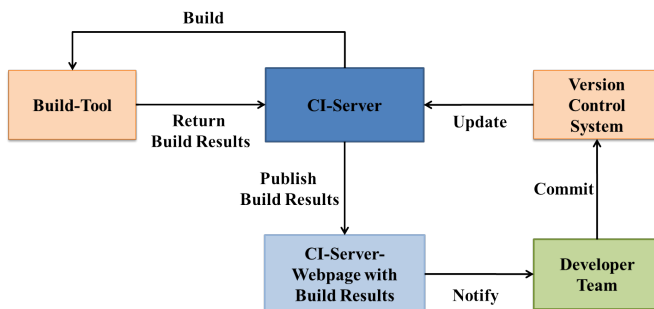 Build
Build-Tool
Return
Build Results
CI-Server
Update
Version
Control
System
Publish
Build Results
Commit
CI-Server-
Webpage with
Build Results
Notify
Developer
Team